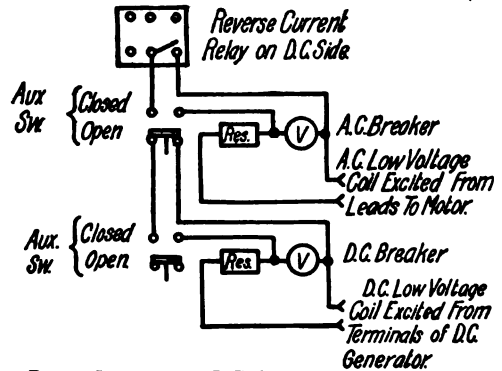 Reverse Current
Relay on D.C. Side.
Aux
Sw.
Closed
Open
Res.
V
A.C. Breaker
A.C. Low Voltage
Coil Excited From
Leads To Motor.
Aux.
Sw.
Closed
Open
Res.
V
D.C. Breaker
D.C. Low Voltage
Coil Excited From
Terminals of D.C.
Generator.